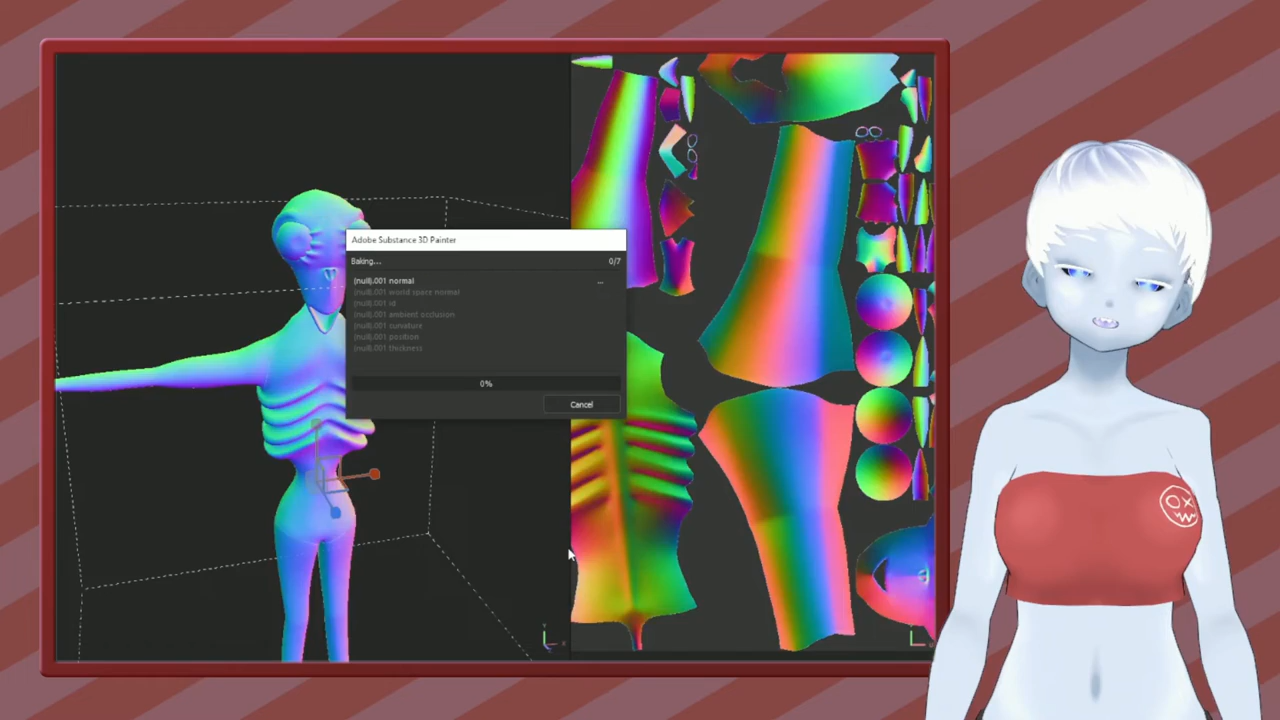 Adobe Substance 3D Painter
Baking... 0/7
(null).001 normal ...
(null).001 world space normal
(null).001 id
(null).001 ambient occlusion
(null).001 curvature
(null).001 position
(null).001 thickness
0%
Cancel